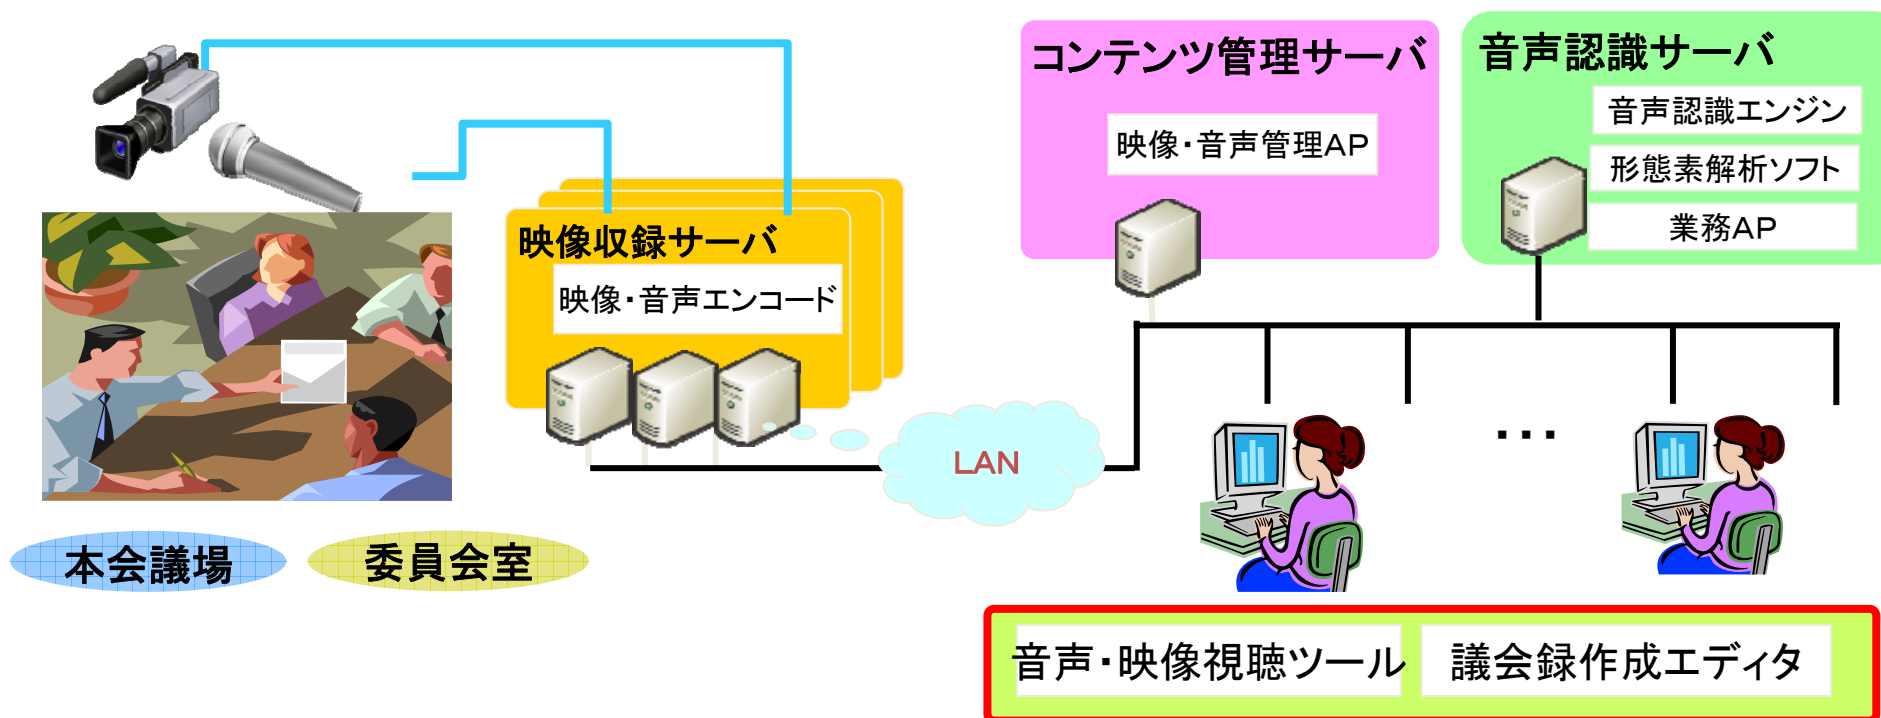 コンテンツ管理サーバ
映像・音声管理AP
音声認識サーバ
音声認識エンジン
形態素解析ソフト
業務AP
映像収録サーバ
映像・音声エンコード
LAN
・・・
本会議場
委員会室
音声・映像視聴ツール
議会録作成エディタ